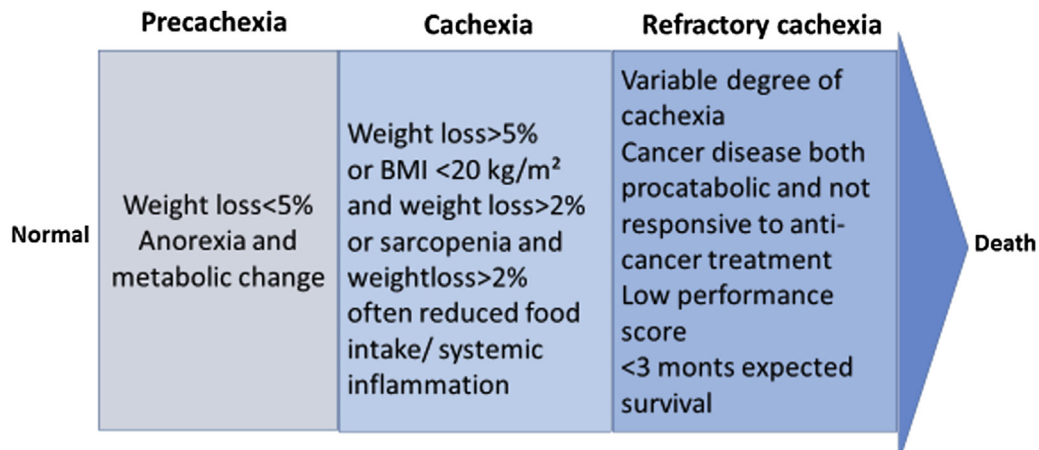 Precachexia
Cachexia
Refractory cachexia
Normal
Weight loss<5%
Anorexia and
metabolic change
Weight loss>5%
or BMI <20 kg/m²
and weight loss>2%
or sarcopenia and
weightloss>2%
often reduced food
intake/ systemic
inflammation
Variable degree of
cachexia
Cancer disease both
procatabolic and not
responsive to anti-
cancer treatment
Low performance
score
<3 monts expected
survival
Death